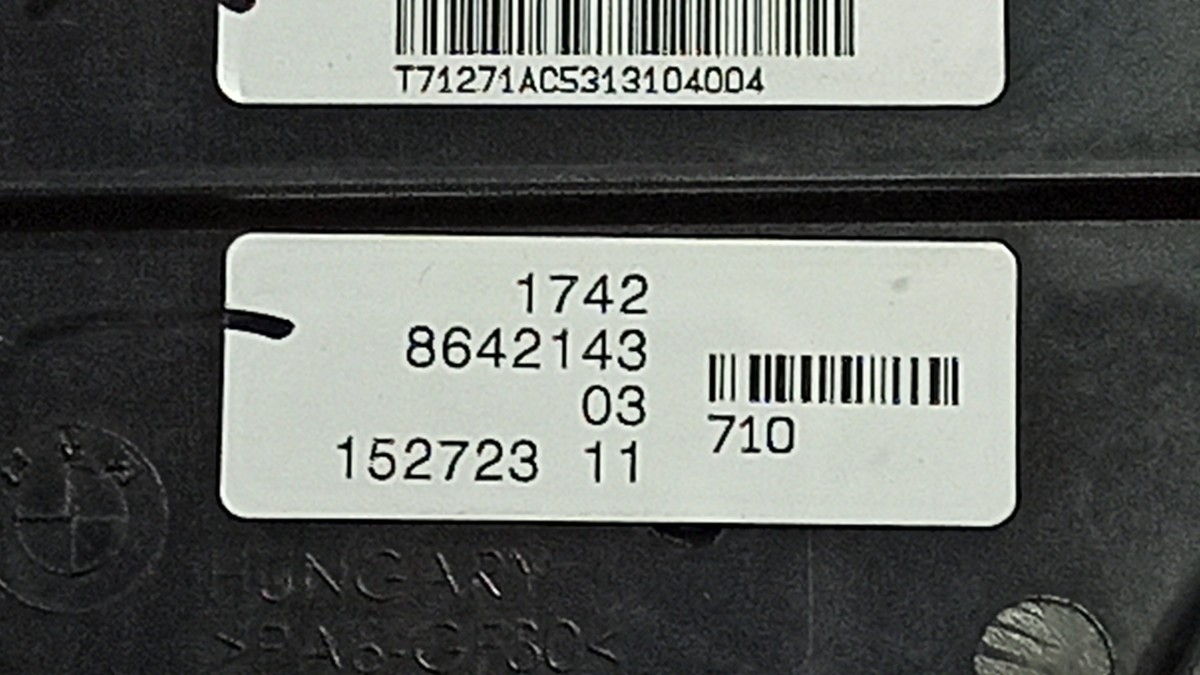 T71271AC5313104004
1742
8642143
03
710
152723 11
HUNGARY
>PA6-GF30<